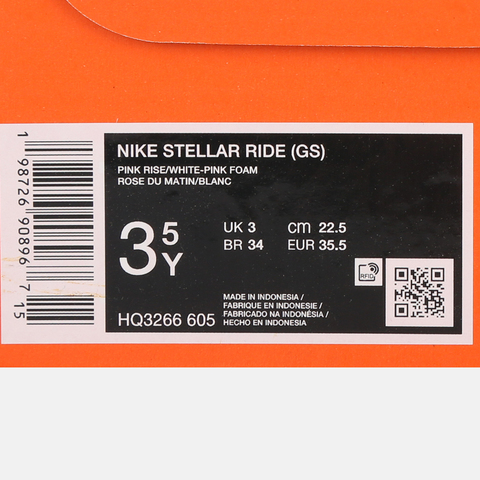 NIKE STELLAR RIDE (GS)
PINK RISE/WHITE-PINK FOAM
ROSE DU MATIN/BLANC
3 5 Y
UK 3 cm 22.5
BR 34 EUR 35.5
RFID
MADE IN INDONESIA /
FABRIQUE EN INDONESIE /
FABRICADO NA INDONÉSIA /
HECHO EN INDONESIA
HQ3266 605
1 98726 90896 7 15